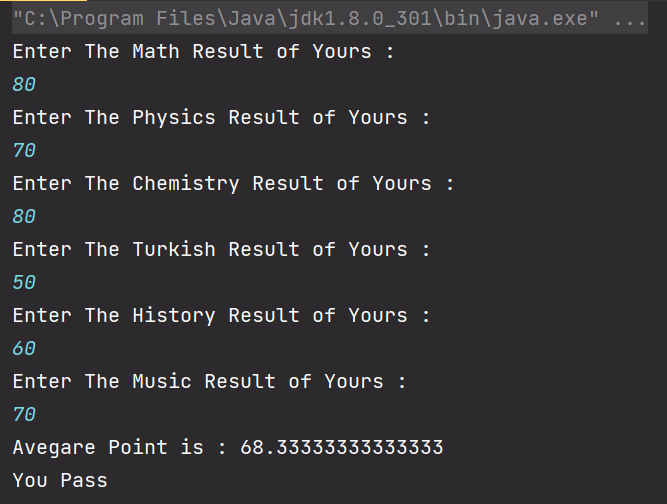 "C:\Program Files\Java\jdk1.8.0_301\bin\java.exe" ...
Enter The Math Result of Yours :
80
Enter The Physics Result of Yours :
70
Enter The Chemistry Result of Yours :
80
Enter The Turkish Result of Yours :
50
Enter The History Result of Yours :
60
Enter The Music Result of Yours :
70
Avegare Point is : 68.33333333333333
You Pass